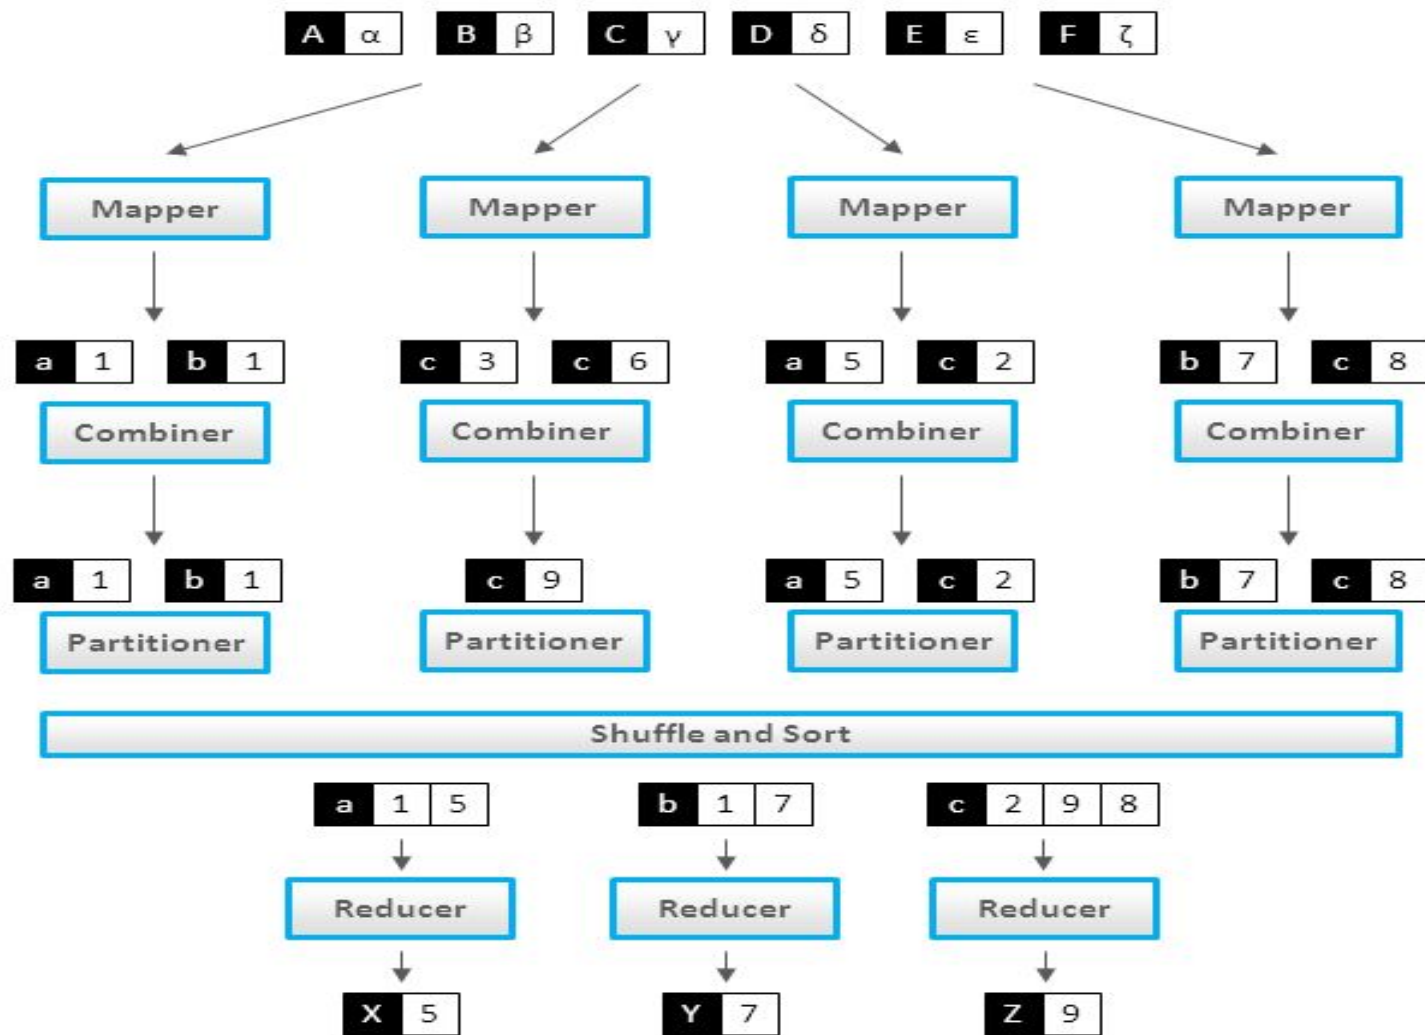 A α B β C γ D δ E ε F ζ
Mapper Mapper Mapper Mapper
a 1 b 1 c 3 c 6 a 5 c 2 b 7 c 8
Combiner Combiner Combiner Combiner
a 1 b 1 c 9 a 5 c 2 b 7 c 8
Partitioner Partitioner Partitioner Partitioner
Shuffle and Sort
a 1 5 b 1 7 c 2 9 8
Reducer Reducer Reducer
X 5 Y 7 Z 9